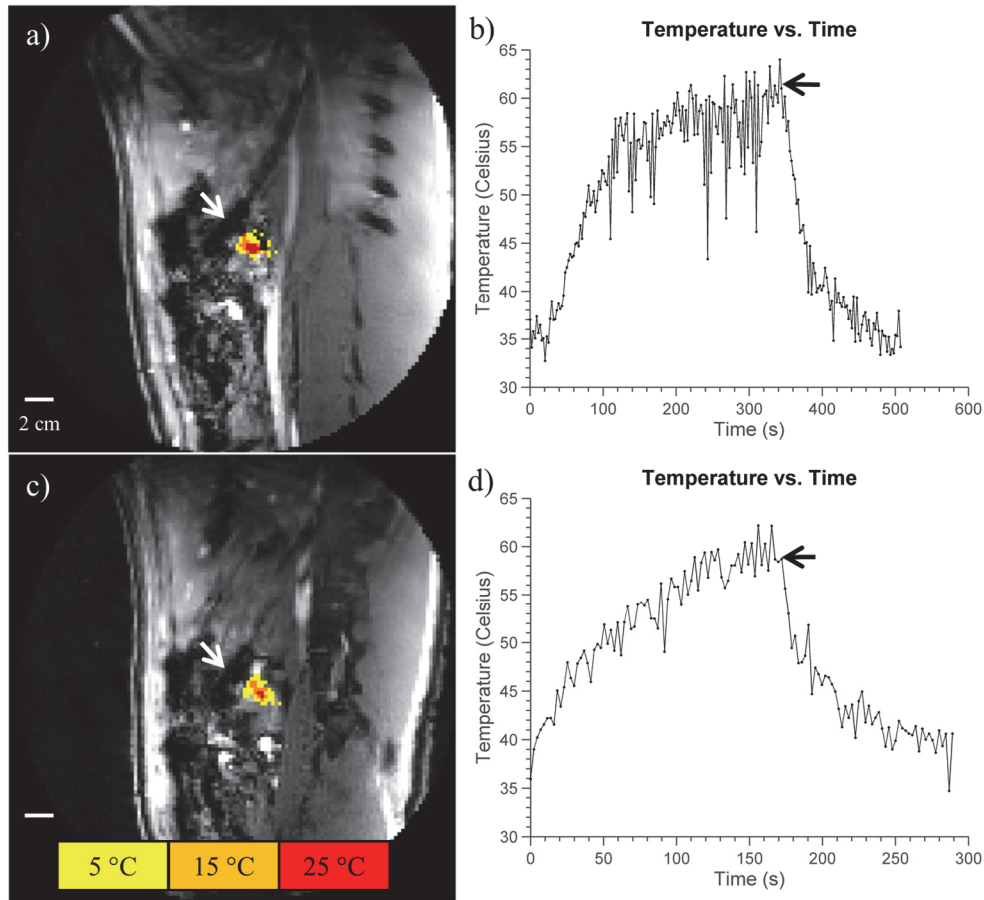 a)
2 cm
b)
Temperature vs. Time
Temperature (Celsius)
65
60
55
50
45
40
35
30
0 100 200 300 400 500 600
Time (s)
c)
5 °C 15 °C 25 °C
d)
Temperature vs. Time
Temperature (Celsius)
65
60
55
50
45
40
35
30
0 50 100 150 200 250 300
Time (s)